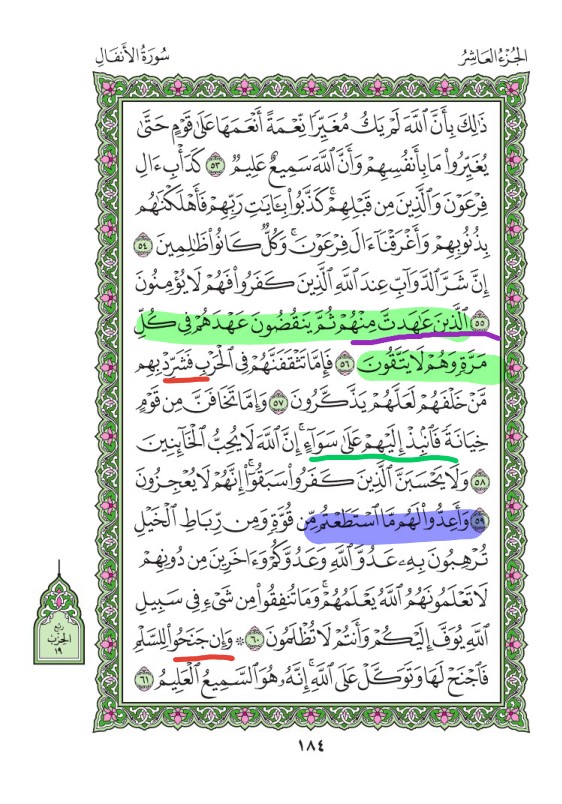 الجُزْءُ العَاشِرُ
سُورَةُ الأَنفَالِ
ذَٰلِكَ بِأَنَّ ٱللَّهَ لَمْ يَكُ مُغَيِّرًا نِّعْمَةً أَنْعَمَهَا عَلَىٰ قَوْمٍ حَتَّىٰ
يُغَيِّرُوا۟ مَا بِأَنفُسِهِمْ وَأَنَّ ٱللَّهَ سَمِيعٌ عَلِيمٌ ٥٣ كَدَأْبِ ءَالِ
فِرْعَوْنَ وَٱلَّذِينَ مِن قَبْلِهِمْ ۚ كَذَّبُوا۟ بِـَٔايَٰتِ رَبِّهِمْ فَأَهْلَكْنَٰهُم
بِذُنُوبِهِمْ وَأَغْرَقْنَآ ءَالَ فِرْعَوْنَ ۚ وَكُلٌّ كَانُوا۟ ظَٰلِمِينَ ٥٤
إِنَّ شَرَّ ٱلدَّوَآبِّ عِندَ ٱللَّهِ ٱلَّذِينَ كَفَرُوا۟ فَهُمْ لَا يُؤْمِنُونَ
٥٥ ٱلَّذِينَ عَٰهَدتَّ مِنْهُمْ ثُمَّ يَنقُضُونَ عَهْدَهُمْ فِى كُلِّ
مَرَّةٍ وَهُمْ لَا يَتَّقُونَ ٥٦ فَإِمَّا تَثْقَفَنَّهُمْ فِى ٱلْحَرْبِ فَشَرِّدْ بِهِم
مَّنْ خَلْفَهُمْ لَعَلَّهُمْ يَذَّكَّرُونَ ٥٧ وَإِمَّا تَخَافَنَّ مِن قَوْمٍ
خِيَانَةً فَٱنۢبِذْ إِلَيْهِمْ عَلَىٰ سَوَآءٍ ۚ إِنَّ ٱللَّهَ لَا يُحِبُّ ٱلْخَآئِنِينَ
٥٨ وَلَا يَحْسَبَنَّ ٱلَّذِينَ كَفَرُوا۟ سَبَقُوٓا۟ ۚ إِنَّهُمْ لَا يُعْجِزُونَ
٥٩ وَأَعِدُّوا۟ لَهُم مَّا ٱسْتَطَعْتُم مِّن قُوَّةٍ وَمِن رِّبَاطِ ٱلْخَيْلِ
تُرْهِبُونَ بِهِۦ عَدُوَّ ٱللَّهِ وَعَدُوَّكُمْ وَءَاخَرِينَ مِن دُونِهِمْ
لَا تَعْلَمُونَهُمُ ٱللَّهُ يَعْلَمُهُمْ ۚ وَمَا تُنفِقُوا۟ مِن شَىْءٍ فِى سَبِيلِ
ٱللَّهِ يُوَفَّ إِلَيْكُمْ وَأَنتُمْ لَا تُظْلَمُونَ ٦٠ ۞ وَإِن جَنَحُوا۟ لِلسَّلْمِ
فَٱجْنَحْ لَهَا وَتَوَكَّلْ عَلَى ٱللَّهِ ۚ إِنَّهُۥ هُوَ ٱلسَّمِيعُ ٱلْعَلِيمُ ٦١
ربع
الحزب
١٩
١٨٤